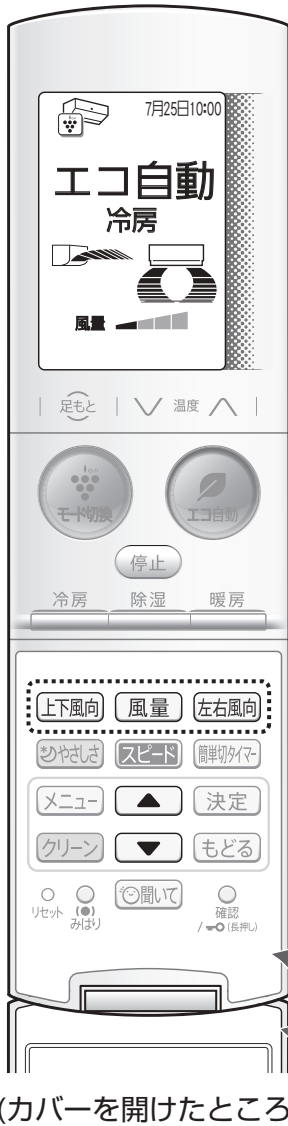 7月25日10:00
エコ自動
冷房
風量
足もと 温度
モード切換 エコ自動
停止
冷房 除湿 暖房
上下風向 風量 左右風向
やさしさ スピード 簡単切タイマー
メニュー ▲ 決定
クリーン ▼ もどる
聞いて
リセット みはり 確認
/ (長押し)
(カバーを開けたところ